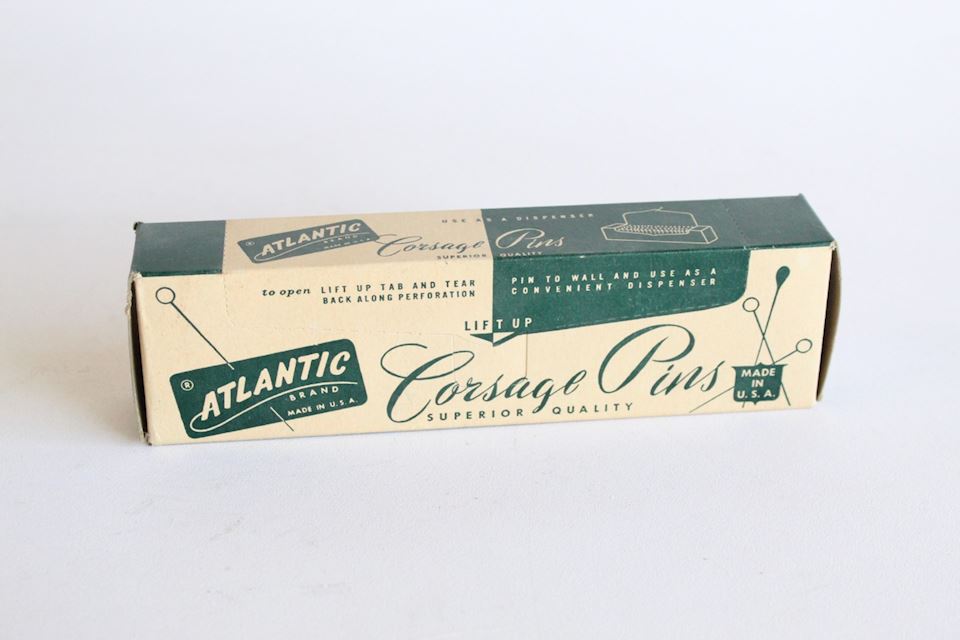 USE AS A DISPENSER
® ATLANTIC
BRAND
MADE IN U.S.A.
Corsage Pins
SUPERIOR QUALITY
to open LIFT UP TAB AND TEAR
BACK ALONG PERFORATION
PIN TO WALL AND USE AS A
CONVENIENT DISPENSER
LIFT UP
® ATLANTIC
BRAND
MADE IN U.S.A.
Corsage Pins
SUPERIOR QUALITY
MADE
IN
U.S.A.